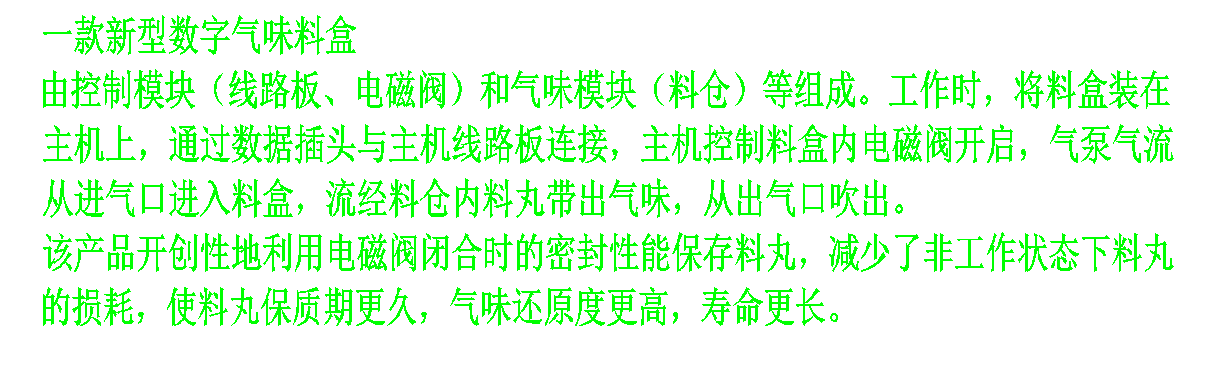 一款新型数字气味料盒
由控制模块（线路板、电磁阀）和气味模块（料仓）等组成。工作时，将料盒装在
主机上，通过数据插头与主机线路板连接，主机控制料盒内电磁阀开启，气泵气流
从进气口进入料盒，流经料仓内料丸带出气味，从出气口吹出。
该产品开创性地利用电磁阀闭合时的密封性能保存料丸，减少了非工作状态下料丸
的损耗，使料丸保质期更久，气味还原度更高，寿命更长。